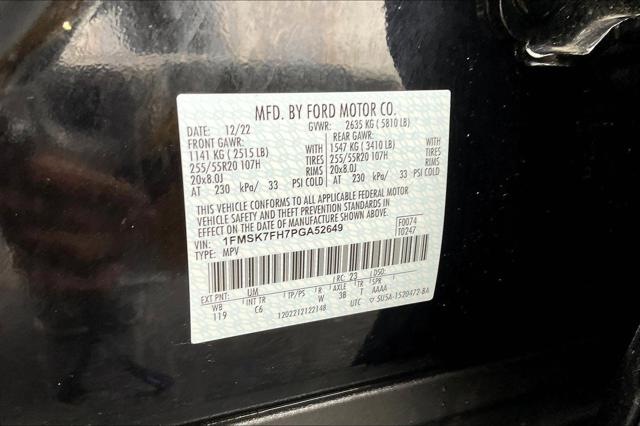 MFD. BY FORD MOTOR CO.
DATE: 12/22 GVWR: 2635 KG ( 5810 LB)
FRONT GAWR: REAR GAWR:
1141 KG ( 2515 LB) WITH 1547 KG ( 3410 LB) WITH
255/55R20 107H TIRES 255/55R20 107H TIRES
20x8.0J RIMS 20x8.0J RIMS
AT 230 kPa/ 33 PSI COLD AT 230 kPa/ 33 PSI COLD
THIS VEHICLE CONFORMS TO ALL APPLICABLE FEDERAL MOTOR
VEHICLE SAFETY AND THEFT PREVENTION STANDARDS IN
EFFECT ON THE DATE OF MANUFACTURE SHOWN ABOVE.
VIN: 1FMSK7FH7PGA52649 F0074
TYPE: MPV T0247
EXT PNT: UM RC: 23 DSO:
WB INT TR TP/PS R AXLE TR SPR
119 C6 W 3B T AAAA
1202212122148 UTC SU5A-1520472-BA